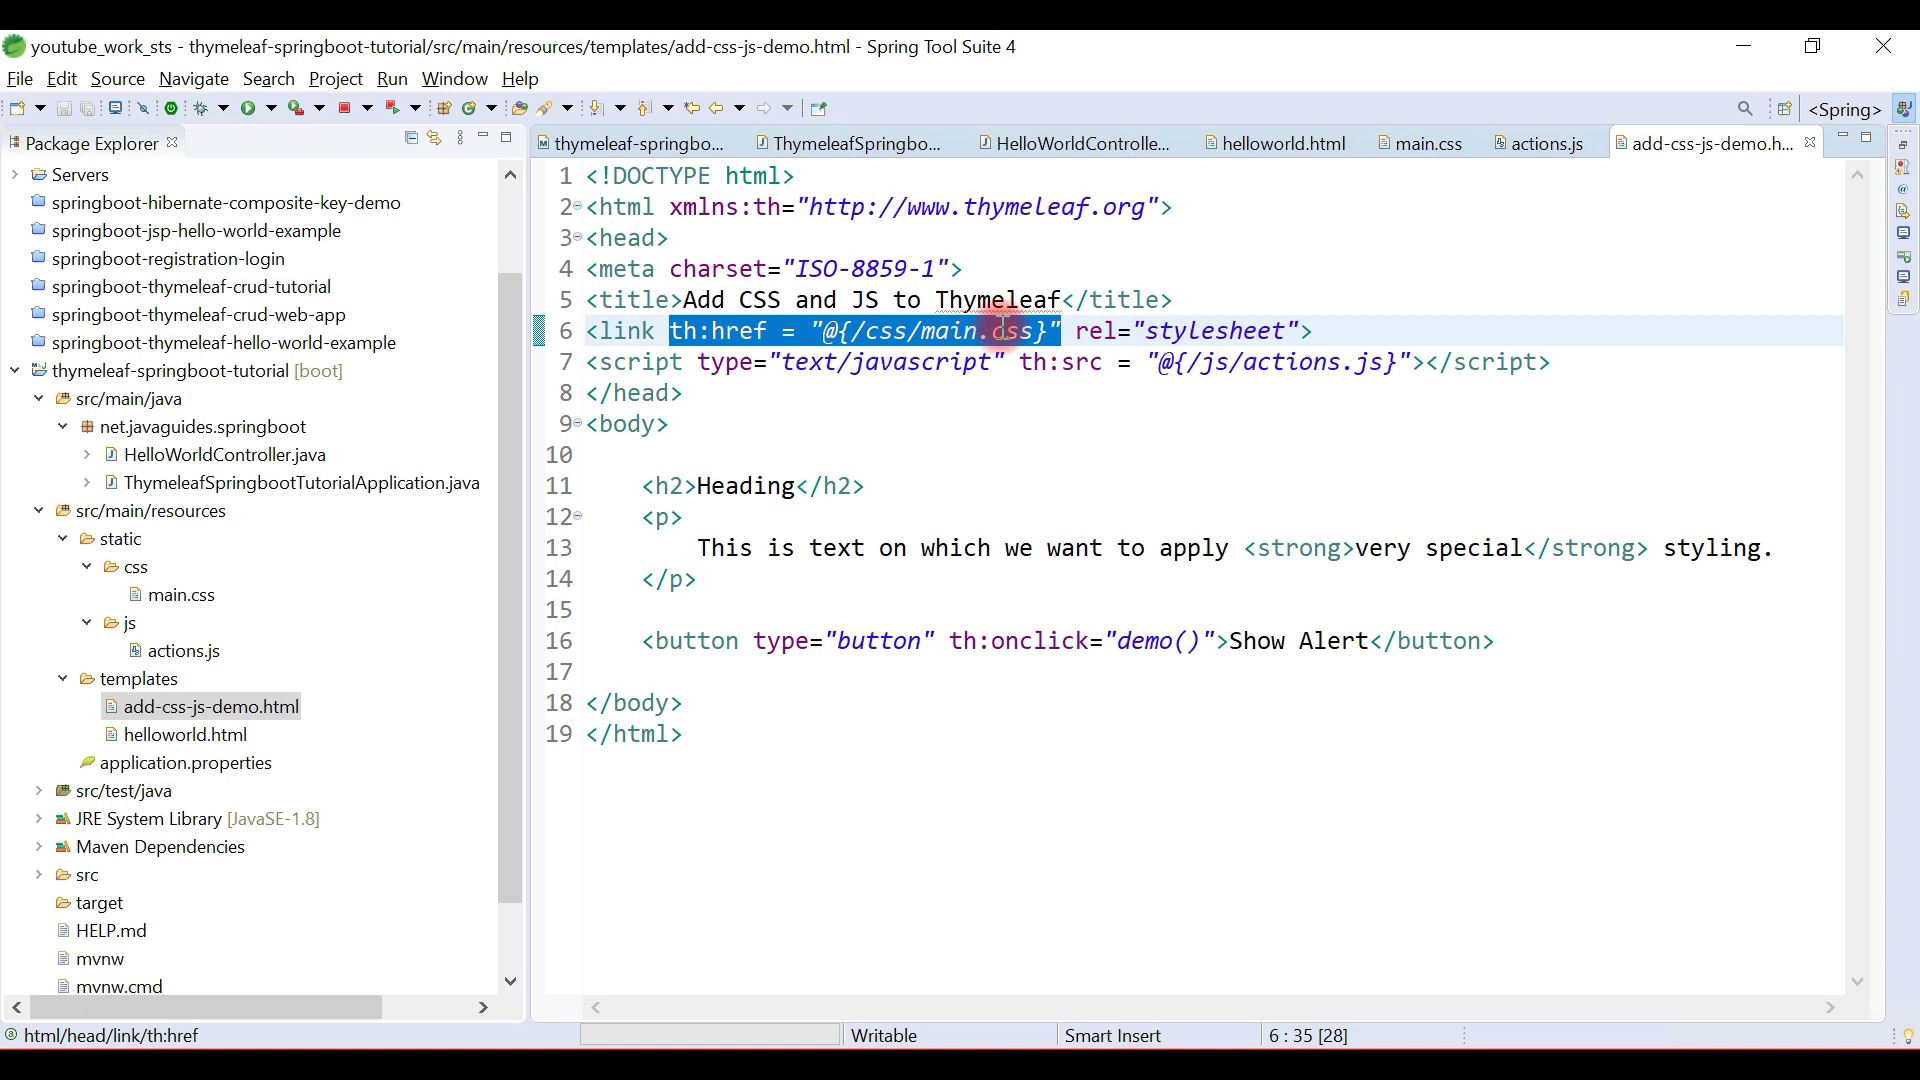 youtube_work_sts - thymeleaf-springboot-tutorial/src/main/resources/templates/add-css-js-demo.html - Spring Tool Suite 4
File Edit Source Navigate Search Project Run Window Help
<Spring>
Package Explorer
Servers
springboot-hibernate-composite-key-demo
springboot-jsp-hello-world-example
springboot-registration-login
springboot-thymeleaf-crud-tutorial
springboot-thymeleaf-crud-web-app
springboot-thymeleaf-hello-world-example
thymeleaf-springboot-tutorial [boot]
src/main/java
net.javaguides.springboot
HelloWorldController.java
ThymeleafSpringbootTutorialApplication.java
src/main/resources
static
css
main.css
js
actions.js
templates
add-css-js-demo.html
helloworld.html
application.properties
src/test/java
JRE System Library [JavaSE-1.8]
Maven Dependencies
src
target
HELP.md
mvnw
mvnw.cmd
thymeleaf-springbo... ThymeleafSpringbo... HelloWorldControlle... helloworld.html main.css actions.js add-css-js-demo.h...
1 <!DOCTYPE html>
2 <html xmlns:th="http://www.thymeleaf.org">
3 <head>
4 <meta charset="ISO-8859-1">
5 <title>Add CSS and JS to Thymeleaf</title>
6 <link th:href = "@{/css/main.css}" rel="stylesheet">
7 <script type="text/javascript" th:src = "@{/js/actions.js}"></script>
8 </head>
9 <body>
10
11 <h2>Heading</h2>
12 <p>
13 This is text on which we want to apply <strong>very special</strong> styling.
14 </p>
15
16 <button type="button" th:onclick="demo()">Show Alert</button>
17
18 </body>
19 </html>
html/head/link/th:href
Writable
Smart Insert
6 : 35 [28]